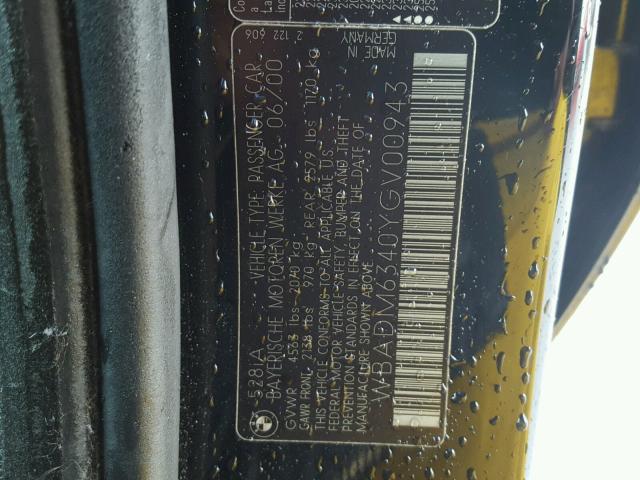 528IA --- VEHICLE TYPE: PASSENGER CAR
BAYERISCHE MOTOREN WERKE AG. 06/00
GVWR 4563 lbs 2070 kg
GAWR FRONT 2138 lbs 970 kg - REAR 2579 lbs 1170 kg
THIS VEHICLE CONFORMS TO ALL APPLICABLE U.S.
FEDERAL MOTOR VEHICLE SAFETY, BUMPER AND THEFT
PREVENTION STANDARDS IN EFFECT ON THE DATE OF
MANUFACTURE SHOWN ABOVE.
WBADM6340YGV00943
MADE IN
GERMANY
2 122 606